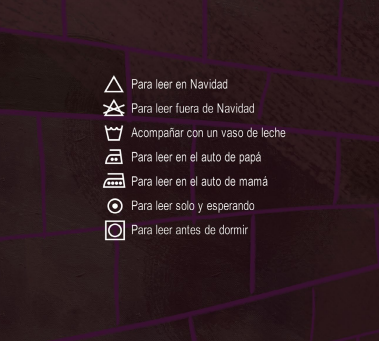 Para leer en Navidad
Para leer fuera de Navidad
Acompañar con un vaso de leche
Para leer en el auto de papá
Para leer en el auto de mamá
Para leer solo y esperando
Para leer antes de dormir